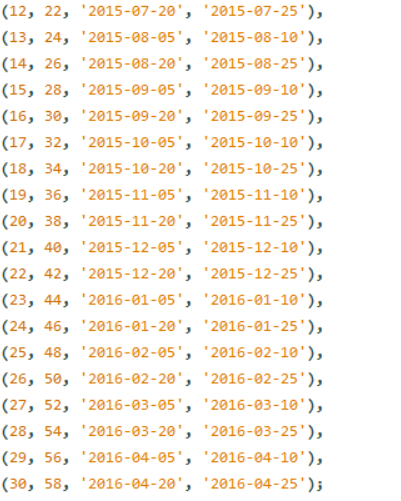 (12, 22, '2015-07-20', '2015-07-25'),
(13, 24, '2015-08-05', '2015-08-10'),
(14, 26, '2015-08-20', '2015-08-25'),
(15, 28, '2015-09-05', '2015-09-10'),
(16, 30, '2015-09-20', '2015-09-25'),
(17, 32, '2015-10-05', '2015-10-10'),
(18, 34, '2015-10-20', '2015-10-25'),
(19, 36, '2015-11-05', '2015-11-10'),
(20, 38, '2015-11-20', '2015-11-25'),
(21, 40, '2015-12-05', '2015-12-10'),
(22, 42, '2015-12-20', '2015-12-25'),
(23, 44, '2016-01-05', '2016-01-10'),
(24, 46, '2016-01-20', '2016-01-25'),
(25, 48, '2016-02-05', '2016-02-10'),
(26, 50, '2016-02-20', '2016-02-25'),
(27, 52, '2016-03-05', '2016-03-10'),
(28, 54, '2016-03-20', '2016-03-25'),
(29, 56, '2016-04-05', '2016-04-10'),
(30, 58, '2016-04-20', '2016-04-25');